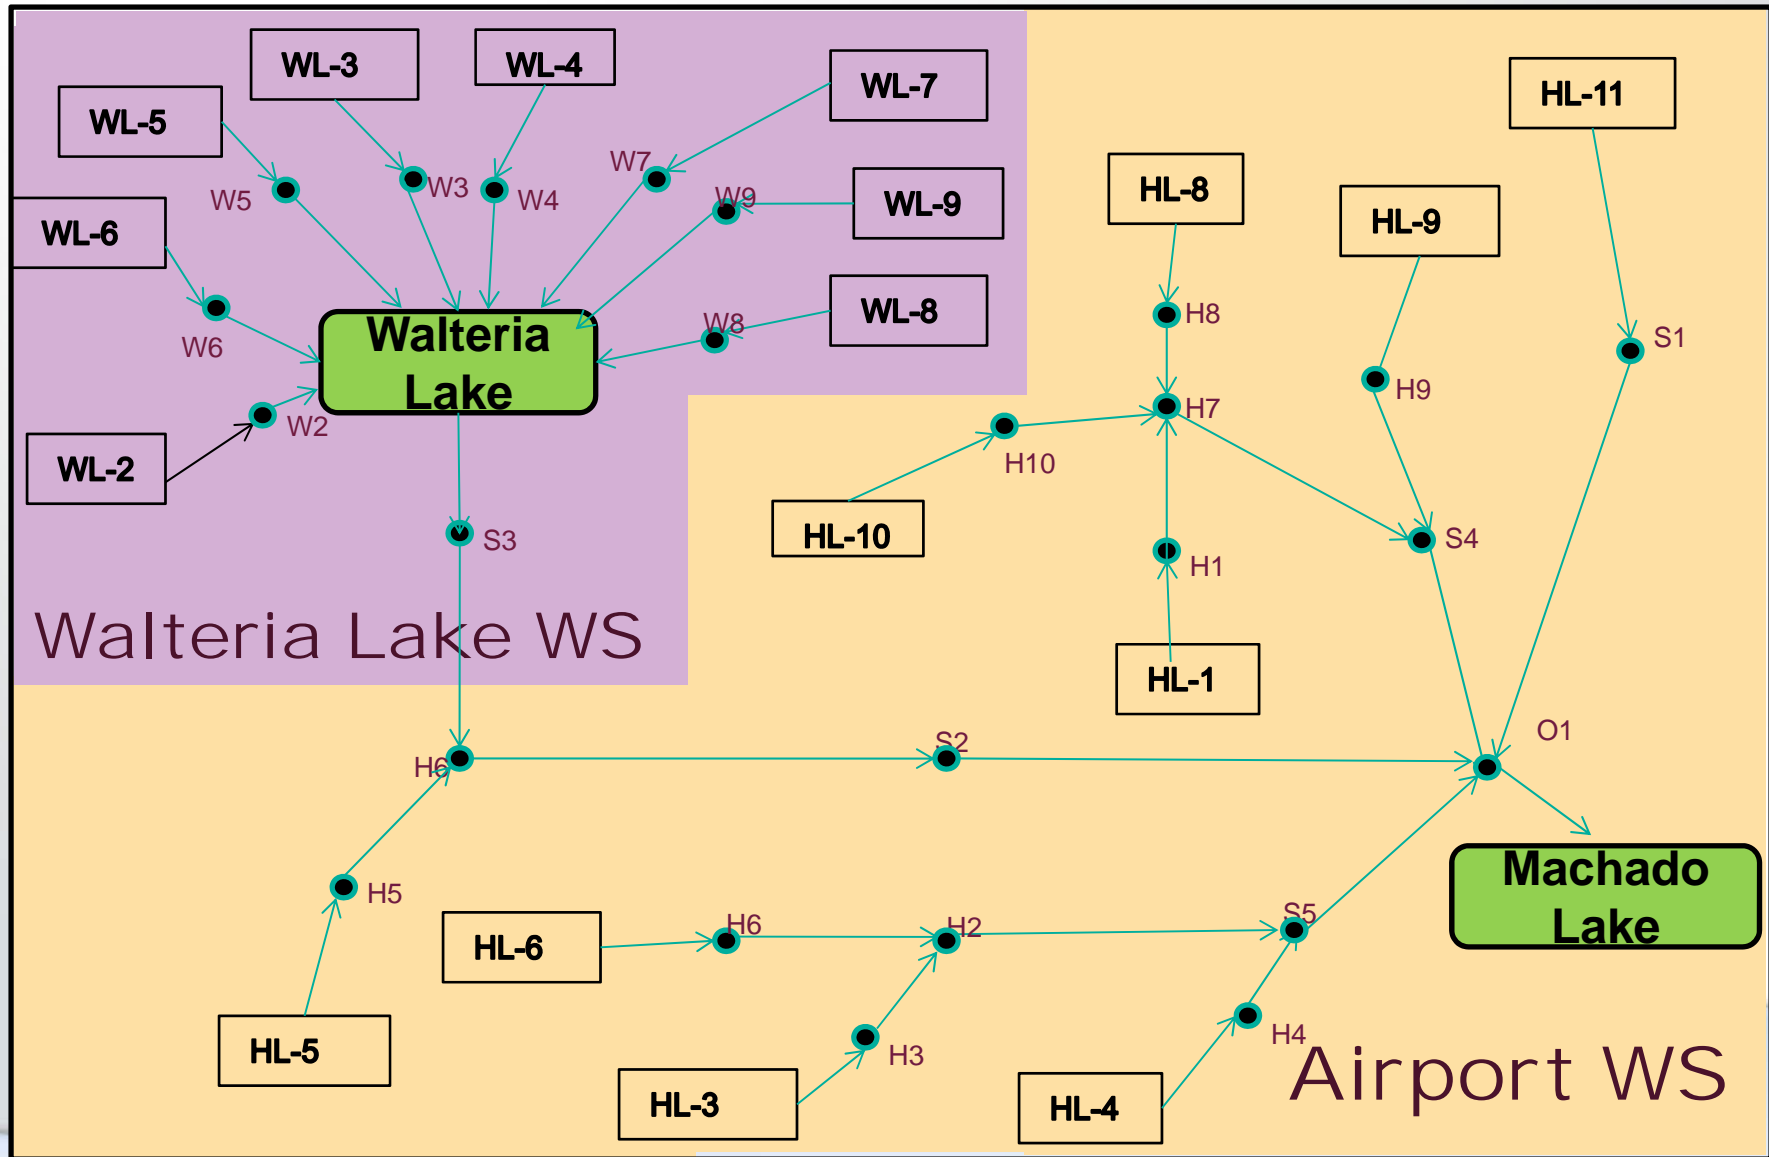 WL-3
WL-4
WL-7
WL-5
HL-11
W7
W3
W4
W5
W9
WL-9
HL-8
HL-9
WL-6
WL-8
H8
W8
S1
W6
Walteria
Lake
H9
H7
W2
WL-2
H10
HL-10
S3
S4
H1
Walteria Lake WS
HL-1
O1
S2
H6
Machado
Lake
H5
S5
H6
H2
HL-6
H4
H3
HL-5
Airport WS
HL-3
HL-4